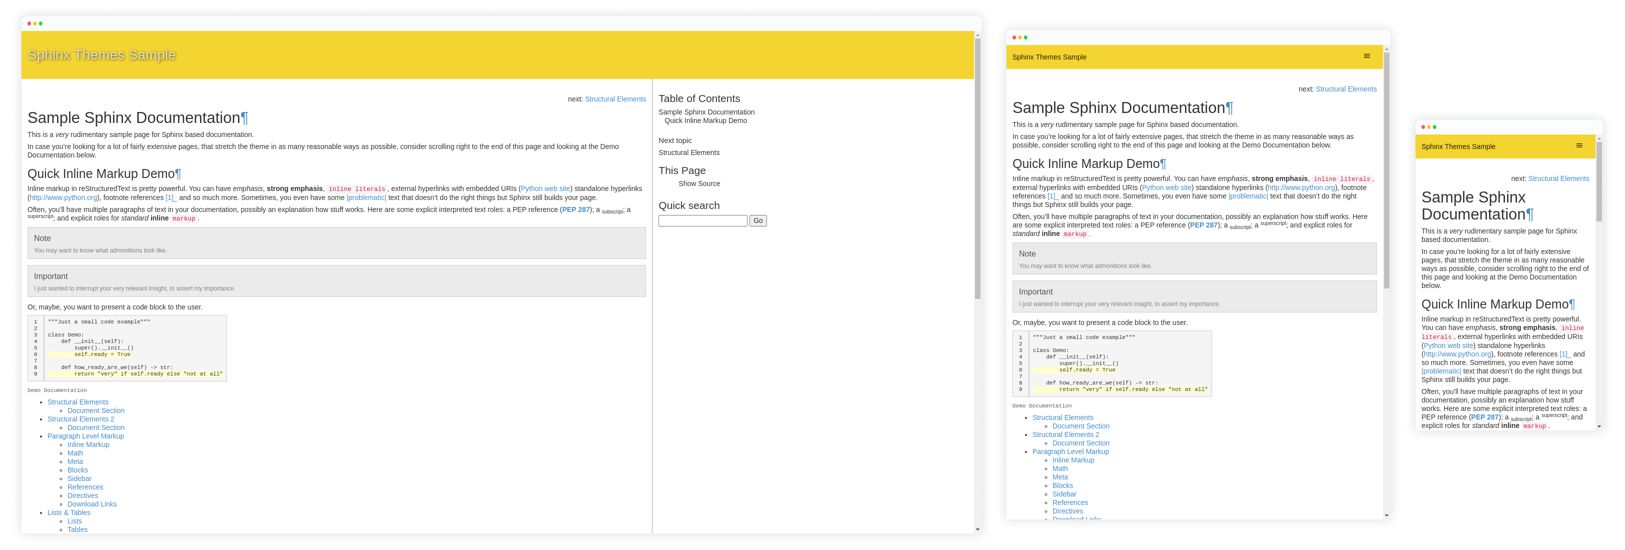 Sphinx Themes Sample
next: Structural Elements
Sample Sphinx Documentation¶
This is a very rudimentary sample page for Sphinx based documentation.
In case you're looking for a lot of fairly extensive pages, that stretch the theme in as many reasonable ways as possible, consider scrolling right to the end of this page and looking at the Demo
Documentation below.
Quick Inline Markup Demo¶
Inline markup in reStructuredText is pretty powerful. You can have emphasis, strong emphasis, inline literals, external hyperlinks with embedded URIs (Python web site) standalone hyperlinks
(http://www.python.org), footnote references [1]_ and so much more. Sometimes, you even have some |problematic| text that doesn't do the right things but Sphinx still builds your page.
Often, you'll have multiple paragraphs of text in your documentation, possibly an explanation how stuff works. Here are some explicit interpreted text roles: a PEP reference (PEP 287); a subscript; a
superscript; and explicit roles for standard inline markup.
Note
You may want to know what admonitions look like.
Important
I just wanted to interrupt your very relevant insight, to assert my importance.
Or, maybe, you want to present a code block to the user.
1 """Just a small code example"""
2
3 class Demo:
4     def __init__(self):
5         super().__init__()
6         self.ready = True
7
8     def how_ready_are_we(self) -> str:
9         return "very" if self.ready else "not at all"
Demo Documentation
• Structural Elements
◦ Document Section
• Structural Elements 2
◦ Document Section
• Paragraph Level Markup
◦ Inline Markup
◦ Math
◦ Meta
◦ Blocks
◦ Sidebar
◦ References
◦ Directives
◦ Download Links
• Lists & Tables
◦ Lists
◦ Tables
Table of Contents
Sample Sphinx Documentation
Quick Inline Markup Demo
Next topic
Structural Elements
This Page
Show Source
Quick search
Go
Sphinx Themes Sample
next: Structural Elements
Sample Sphinx Documentation¶
This is a very rudimentary sample page for Sphinx based documentation.
In case you're looking for a lot of fairly extensive pages, that stretch the theme in as many reasonable ways as
possible, consider scrolling right to the end of this page and looking at the Demo Documentation below.
Quick Inline Markup Demo¶
Inline markup in reStructuredText is pretty powerful. You can have emphasis, strong emphasis, inline literals,
external hyperlinks with embedded URIs (Python web site) standalone hyperlinks (http://www.python.org), footnote
references [1]_ and so much more. Sometimes, you even have some |problematic| text that doesn't do the right
things but Sphinx still builds your page.
Often, you'll have multiple paragraphs of text in your documentation, possibly an explanation how stuff works. Here
are some explicit interpreted text roles: a PEP reference (PEP 287); a subscript; a superscript; and explicit roles for
standard inline markup.
Note
You may want to know what admonitions look like.
Important
I just wanted to interrupt your very relevant insight, to assert my importance.
Or, maybe, you want to present a code block to the user.
1 """Just a small code example"""
2
3 class Demo:
4     def __init__(self):
5         super().__init__()
6         self.ready = True
7
8     def how_ready_are_we(self) -> str:
9         return "very" if self.ready else "not at all"
Demo Documentation
• Structural Elements
◦ Document Section
• Structural Elements 2
◦ Document Section
• Paragraph Level Markup
◦ Inline Markup
◦ Math
◦ Meta
◦ Blocks
◦ Sidebar
◦ References
◦ Directives
◦ Download Links
Sphinx Themes Sample
next: Structural Elements
Sample Sphinx
Documentation¶
This is a very rudimentary sample page for Sphinx
based documentation.
In case you're looking for a lot of fairly extensive
pages, that stretch the theme in as many reasonable
ways as possible, consider scrolling right to the end of
this page and looking at the Demo Documentation
below.
Quick Inline Markup Demo¶
Inline markup in reStructuredText is pretty powerful.
You can have emphasis, strong emphasis, inline
literals, external hyperlinks with embedded URIs
(Python web site) standalone hyperlinks
(http://www.python.org), footnote references [1]_ and
so much more. Sometimes, you even have some
|problematic| text that doesn't do the right things but
Sphinx still builds your page.
Often, you'll have multiple paragraphs of text in your
documentation, possibly an explanation how stuff
works. Here are some explicit interpreted text roles: a
PEP reference (PEP 287); a subscript; a superscript; and
explicit roles for standard inline markup.